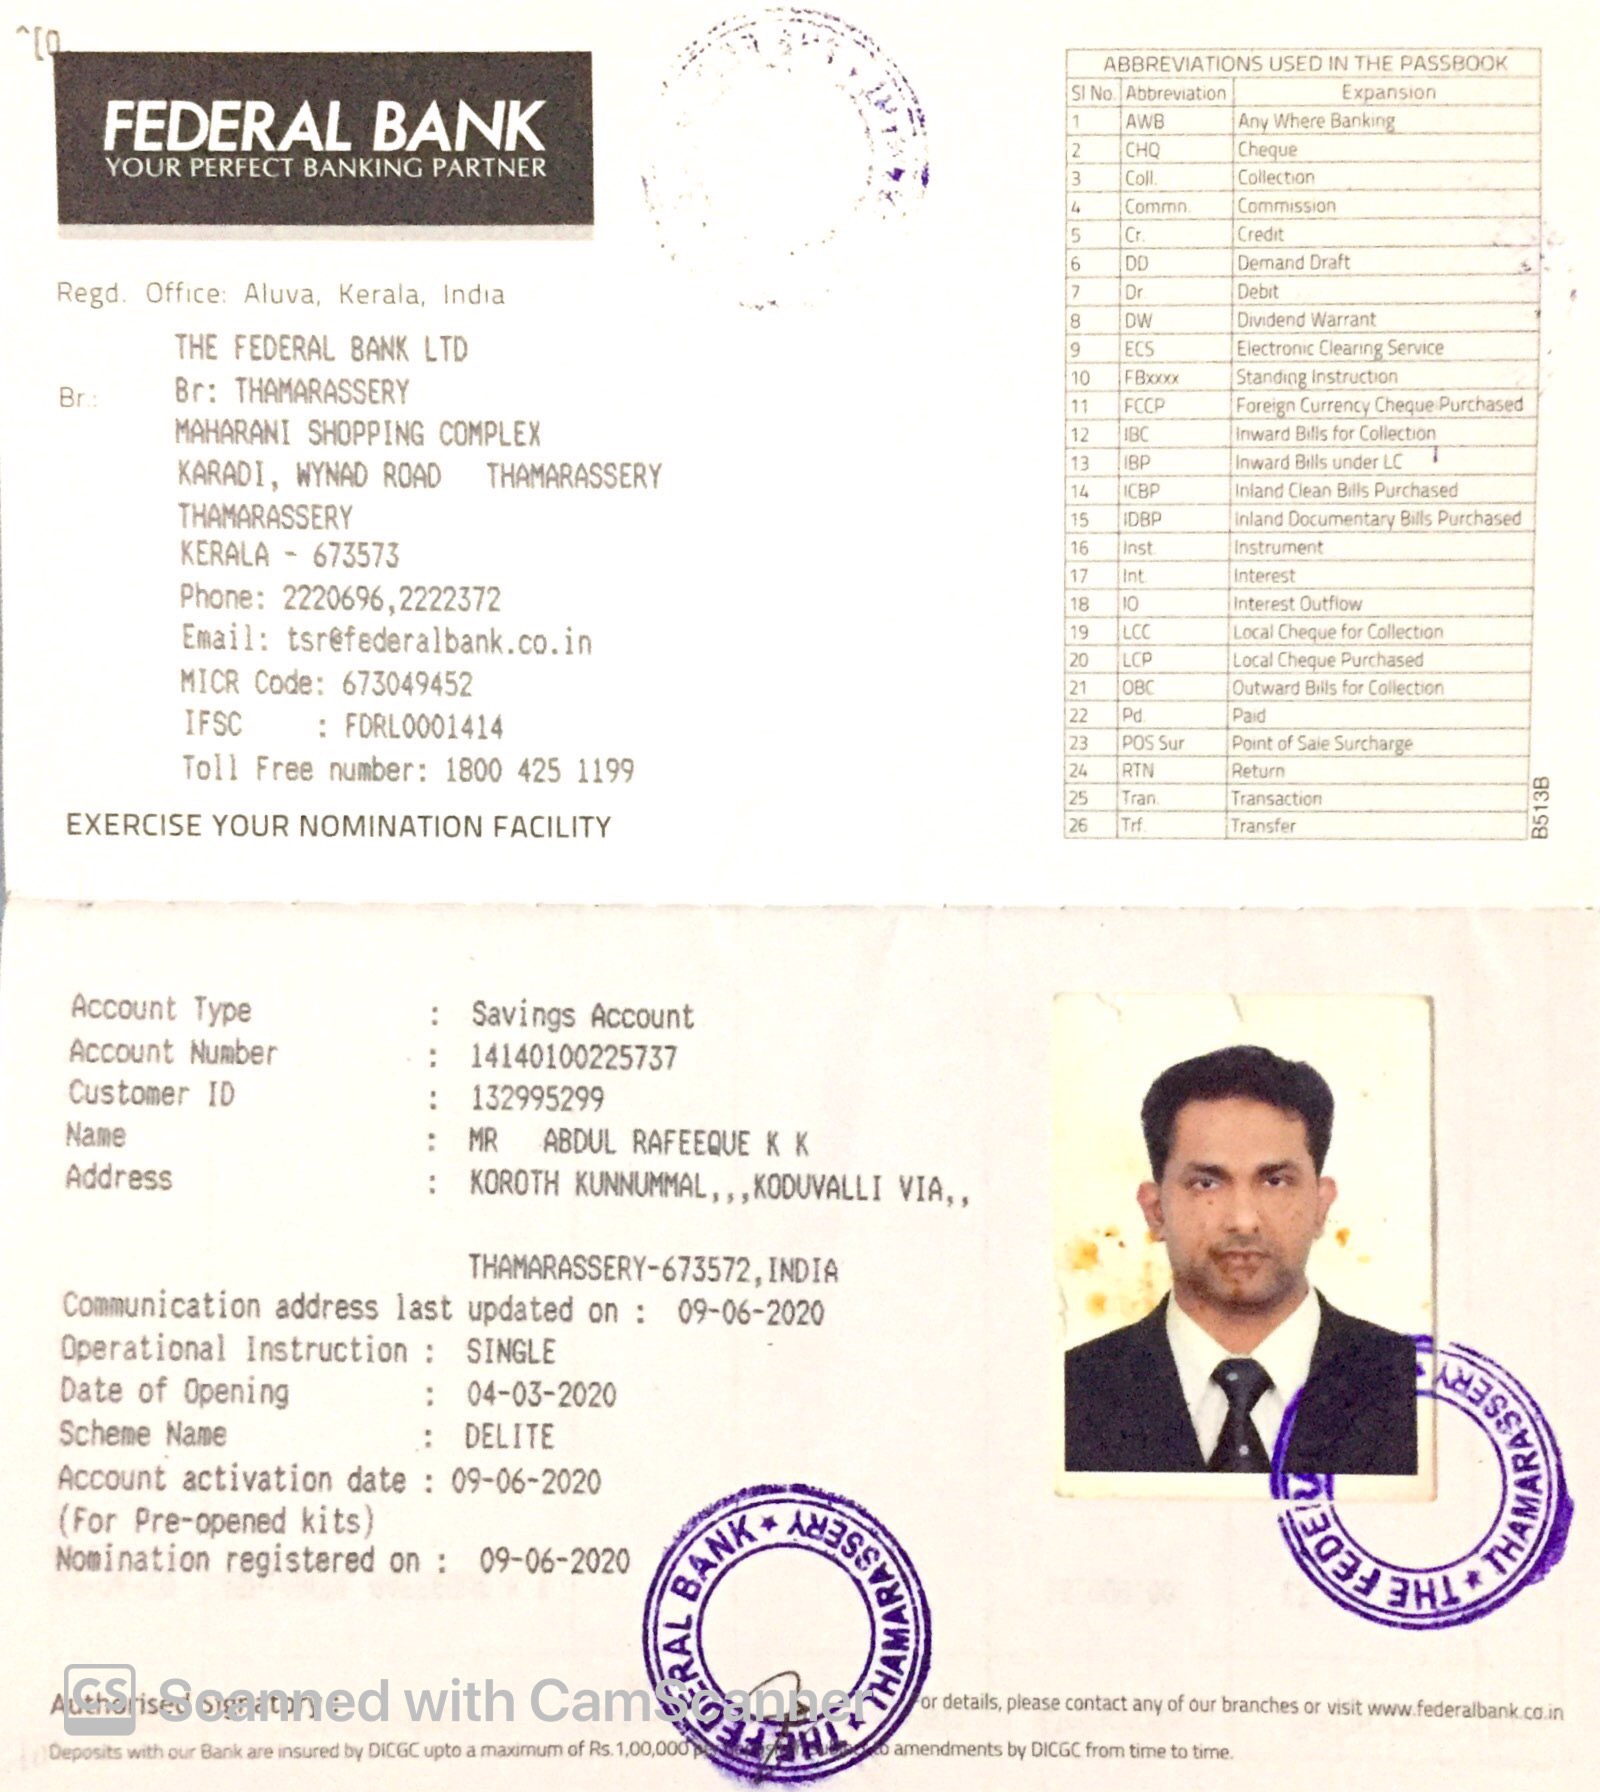 FEDERAL BANK
YOUR PERFECT BANKING PARTNER
Regd. Office: Aluva, Kerala, India
THE FEDERAL BANK LTD
Br.: Br: THAMARASSERY
MAHARANI SHOPPING COMPLEX
KARADI, WYNAD ROAD THAMARASSERY
THAMARASSERY
KERALA - 673573
Phone: 2220696,2222372
Email: tsr@federalbank.co.in
MICR Code: 673049452
IFSC : FDRL0001414
Toll Free number: 1800 425 1199
EXERCISE YOUR NOMINATION FACILITY
ABBREVIATIONS USED IN THE PASSBOOK
Sl No. Abbreviation Expansion
1 AWB Any Where Banking
2 CHQ Cheque
3 Coll. Collection
4 Commn. Commission
5 Cr. Credit
6 DD Demand Draft
7 Dr Debit
8 DW Dividend Warrant
9 ECS Electronic Clearing Service
10 FBxxxx Standing Instruction
11 FCCP Foreign Currency Cheque Purchased
12 IBC Inward Bills for Collection
13 IBP Inward Bills under LC
14 ICBP Inland Clean Bills Purchased
15 IDBP Inland Documentary Bills Purchased
16 Inst. Instrument
17 Int. Interest
18 IO Interest Outflow
19 LCC Local Cheque for Collection
20 LCP Local Cheque Purchased
21 OBC Outward Bills for Collection
22 Pd. Paid
23 POS Sur Point of Sale Surcharge
24 RTN Return
25 Tran. Transaction
26 Trf. Transfer
B513B
Account Type : Savings Account
Account Number : 14140100225737
Customer ID : 132995299
Name : MR ABDUL RAFEEQUE K K
Address : KOROTH KUNNUMMAL,,,KODUVALLI VIA,,
THAMARASSERY-673572,INDIA
Communication address last updated on : 09-06-2020
Operational Instruction : SINGLE
Date of Opening : 04-03-2020
Scheme Name : DELITE
Account activation date : 09-06-2020
(For Pre-opened kits)
Nomination registered on : 09-06-2020
THE FEDERAL BANK * THAMARASSERY *
THE FEDE * THAMARASSERY *
Authorised Signatory :
CS Scanned with CamScanner
or details, please contact any of our branches or visit www.federalbank.co.in
Deposits with our Bank are insured by DICGC upto a maximum of Rs.1,00,000 to amendments by DICGC from time to time.